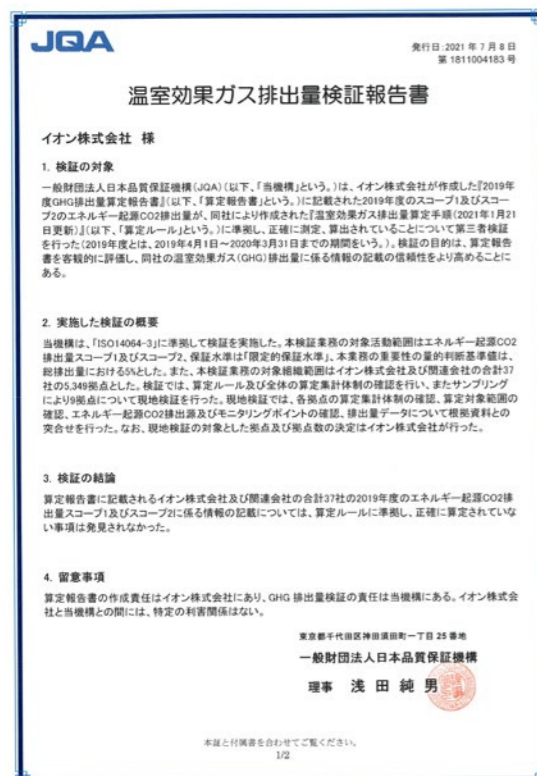 JQA
発行日:2021年7月8日
第1811004183号
温室効果ガス排出量検証報告書
イオン株式会社 様
1. 検証の対象
一般財団法人日本品質保証機構(JQA)(以下、「当機構」という。)は、イオン株式会社が作成した『2019年
度GHG排出量算定報告書』(以下、「算定報告書」という。)に記載された2019年度のスコープ1及びスコー
プ2のエネルギー起源CO2排出量が、同社により作成された『温室効果ガス排出量算定手順(2021年1月21
日更新)』(以下、「算定ルール」という。)に準拠し、正確に測定、算出されていることについて第三者検証
を行った(2019年度とは、2019年4月1日～2020年3月31日までの期間をいう。)。検証の目的は、算定報告
書を客観的に評価し、同社の温室効果ガス(GHG)排出量に係る情報の記載の信頼性をより高めることに
ある。
2. 実施した検証の概要
当機構は、「ISO14064-3」に準拠して検証を実施した。本検証業務の対象活動範囲はエネルギー起源CO2
排出量スコープ1及びスコープ2、保証水準は「限定的保証水準」、本業務の重要性の量的判断基準値は、
総排出量における5%とした。また、本検証業務の対象組織範囲はイオン株式会社及び関連会社の合計37
社の5,349拠点とした。検証では、算定ルール及び全体の算定集計体制の確認を行い、またサンプリング
により9拠点について現地検証を行った。現地検証では、各拠点の算定集計体制の確認、算定対象範囲の
確認、エネルギー起源CO2排出源及びモニタリングポイントの確認、排出量データについて根拠資料との
突合せを行った。なお、現地検証の対象とした拠点及び拠点数の決定はイオン株式会社が行った。
3. 検証の結論
算定報告書に記載されるイオン株式会社及び関連会社の合計37社の2019年度のエネルギー起源CO2排
出量スコープ1及びスコープ2に係る情報の記載については、算定ルールに準拠し、正確に算定されていな
い事項は発見されなかった。
4. 留意事項
算定報告書の作成責任はイオン株式会社にあり、GHG 排出量検証の責任は当機構にある。イオン株式会
社と当機構との間には、特定の利害関係はない。
東京都千代田区神田須田町一丁目25番地
一般財団法人日本品質保証機構
理事 浅田純男
本証と付属書を合わせてご覧ください。
1/2